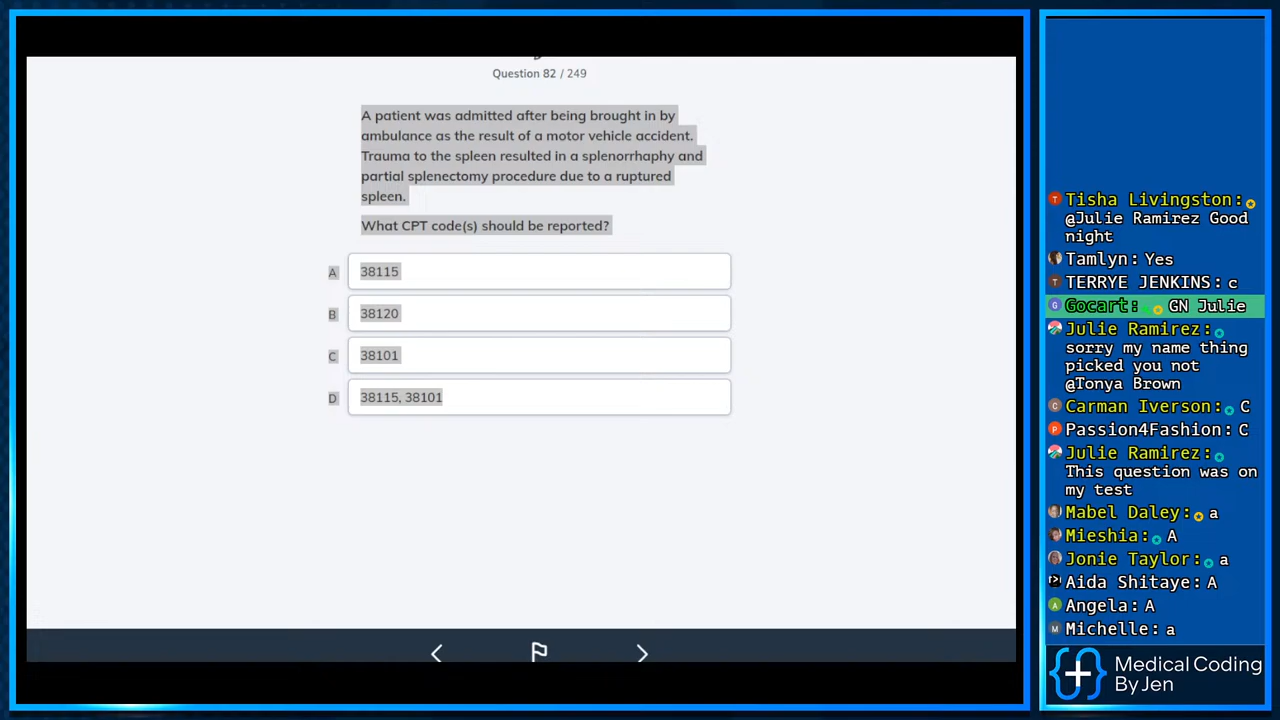 Question 82 / 249
A patient was admitted after being brought in by
ambulance as the result of a motor vehicle accident.
Trauma to the spleen resulted in a splenorrhaphy and
partial splenectomy procedure due to a ruptured
spleen.
What CPT code(s) should be reported?
A 38115
B 38120
C 38101
D 38115, 38101
Tisha Livingston:
@Julie Ramirez Good
night
Tamlyn: Yes
TERRYE JENKINS: c
Gocart: GN Julie
Julie Ramirez:
sorry my name thing
picked you not
@Tonya Brown
Carman Iverson: C
Passion4Fashion: C
Julie Ramirez:
This question was on
my test
Mabel Daley: a
Mieshia: A
Jonie Taylor: a
Aida Shitaye: A
Angela: A
Michelle: a
Medical Coding
By Jen